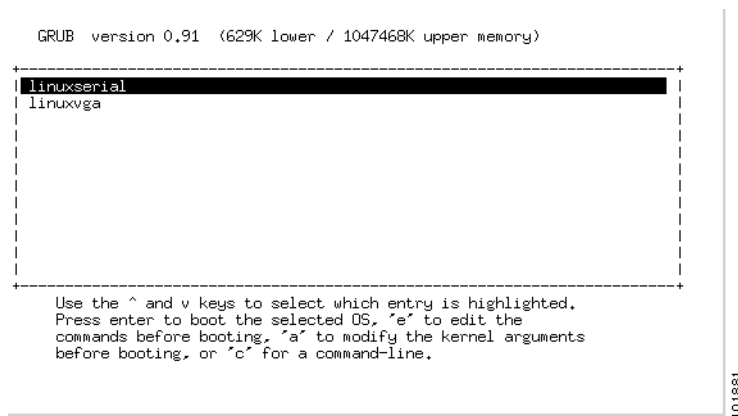 GRUB version 0.91 (629K lower / 1047468K upper memory)
linuxserial
linuxvga
Use the ^ and v keys to select which entry is highlighted.
Press enter to boot the selected OS, 'e' to edit the
commands before booting, 'a' to modify the kernel arguments
before booting, or 'c' for a command-line.
101881